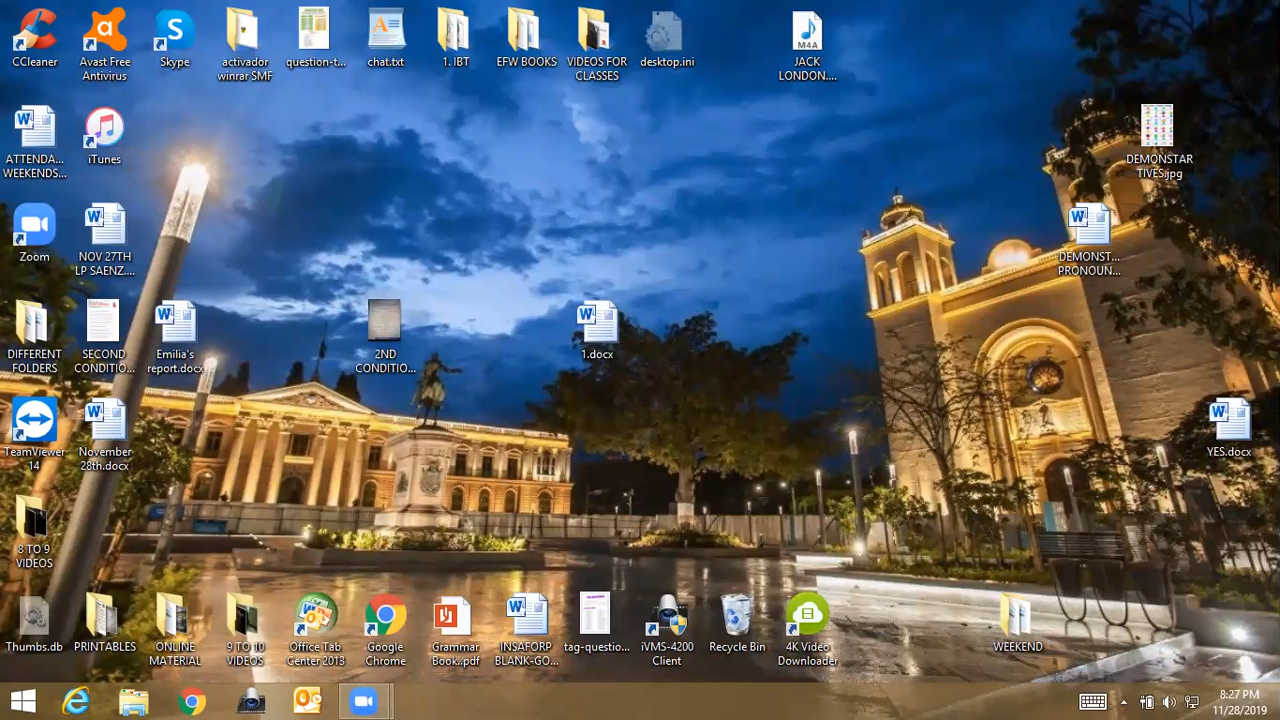 CCleaner
Avast Free
Antivirus
Skype
activador
winrar SMF
question-t...
chat.txt
1. IBT
EFW BOOKS
VIDEOS FOR
CLASSES
desktop.ini
M4A
JACK
LONDON....
ATTENDA...
WEEKENDS...
iTunes
DEMONSTAR
TIVES.jpg
Zoom
NOV 27TH
LP SAENZ....
DEMONST...
PRONOUN...
DIFFERENT
FOLDERS
SECOND
CONDITIO...
Emilia's
report.docx
2ND
CONDITIO...
1.docx
TeamViewer
14
November
28th.docx
YES.docx
8 TO 9
VIDEOS
Thumbs.db
PRINTABLES
ONLINE
MATERIAL
9 TO 10
VIDEOS
Office Tab
Center 2013
Google
Chrome
Grammar
Book..pdf
INSAFORP
BLANK-GO...
tag-questio...
iVMS-4200
Client
Recycle Bin
4K Video
Downloader
WEEKEND
8:27 PM
11/28/2019